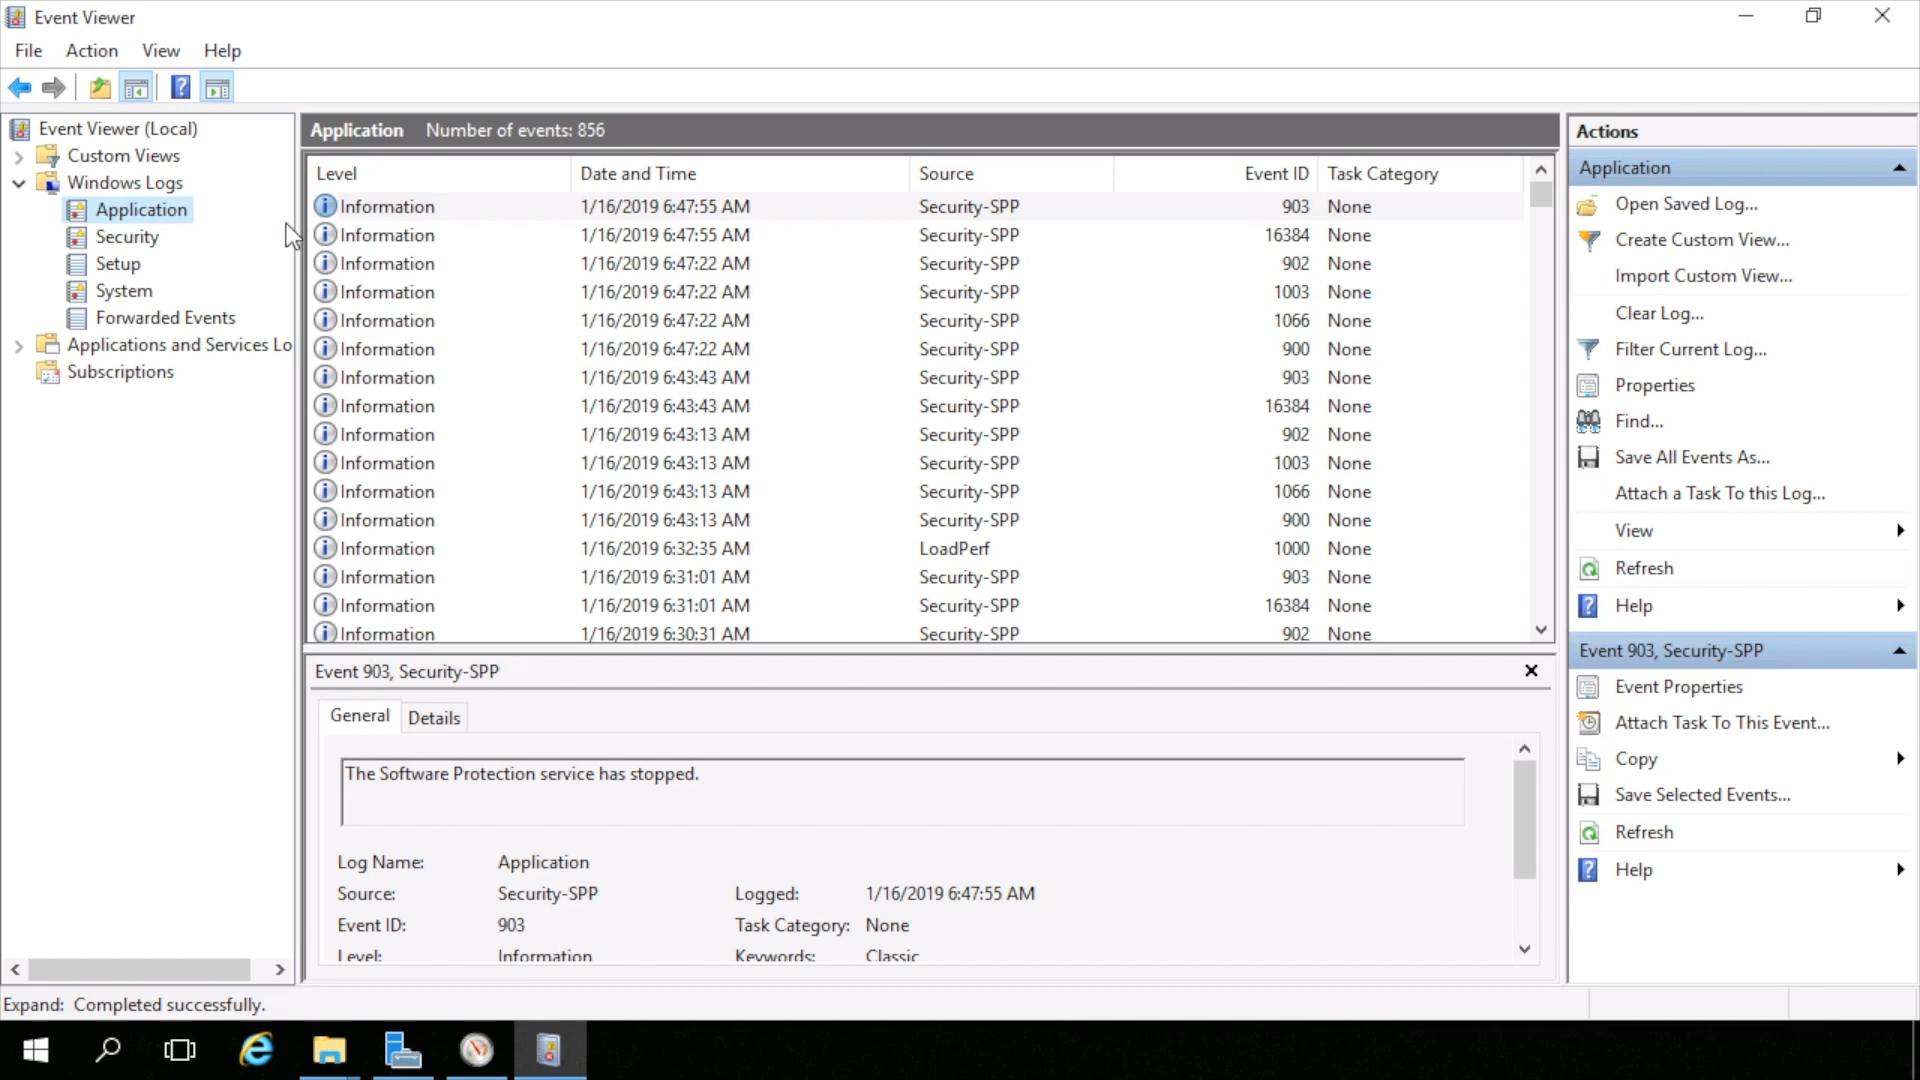 Event Viewer
File Action View Help
Event Viewer (Local)
Custom Views
Windows Logs
Application
Security
Setup
System
Forwarded Events
Applications and Services Lo
Subscriptions
Application Number of events: 856
Level Date and Time Source Event ID Task Category
Information 1/16/2019 6:47:55 AM Security-SPP 903 None
Information 1/16/2019 6:47:55 AM Security-SPP 16384 None
Information 1/16/2019 6:47:22 AM Security-SPP 902 None
Information 1/16/2019 6:47:22 AM Security-SPP 1003 None
Information 1/16/2019 6:47:22 AM Security-SPP 1066 None
Information 1/16/2019 6:47:22 AM Security-SPP 900 None
Information 1/16/2019 6:43:43 AM Security-SPP 903 None
Information 1/16/2019 6:43:43 AM Security-SPP 16384 None
Information 1/16/2019 6:43:13 AM Security-SPP 902 None
Information 1/16/2019 6:43:13 AM Security-SPP 1003 None
Information 1/16/2019 6:43:13 AM Security-SPP 1066 None
Information 1/16/2019 6:43:13 AM Security-SPP 900 None
Information 1/16/2019 6:32:35 AM LoadPerf 1000 None
Information 1/16/2019 6:31:01 AM Security-SPP 903 None
Information 1/16/2019 6:31:01 AM Security-SPP 16384 None
Information 1/16/2019 6:30:31 AM Security-SPP 902 None
Event 903, Security-SPP
General Details
The Software Protection service has stopped.
Log Name: Application
Source: Security-SPP Logged: 1/16/2019 6:47:55 AM
Event ID: 903 Task Category: None
Level: Information Keywords: Classic
Actions
Application
Open Saved Log...
Create Custom View...
Import Custom View...
Clear Log...
Filter Current Log...
Properties
Find...
Save All Events As...
Attach a Task To this Log...
View
Refresh
Help
Event 903, Security-SPP
Event Properties
Attach Task To This Event...
Copy
Save Selected Events...
Refresh
Help
Expand: Completed successfully.